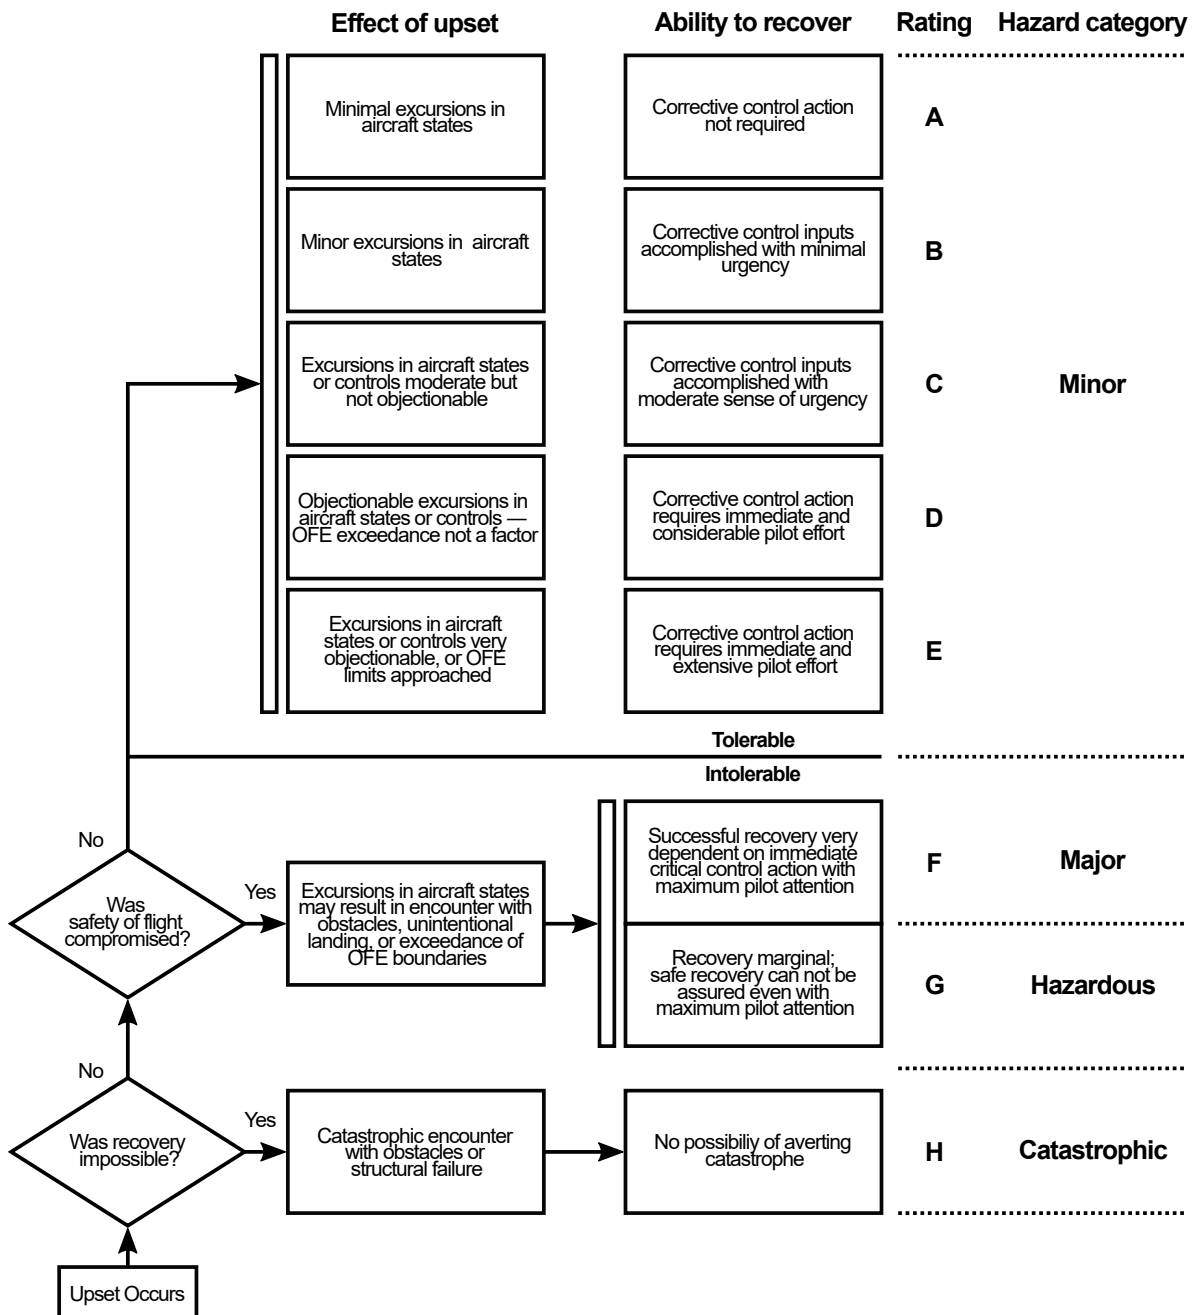 Effect of upset
Ability to recover
Rating
Hazard category
Minimal excursions in
aircraft states
Corrective control action
not required
A
Minor excursions in aircraft
states
Corrective control inputs
accomplished with minimal
urgency
B
Excursions in aircraft states
or controls moderate but
not objectionable
Corrective control inputs
accomplished with
moderate sense of urgency
C
Minor
Objectionable excursions in
aircraft states or controls —
OFE exceedance not a factor
Corrective control action
requires immediate and
considerable pilot effort
D
Excursions in aircraft
states or controls very
objectionable, or OFE
limits approached
Corrective control action
requires immediate and
extensive pilot effort
E
Tolerable
Intolerable
No
Was
safety of flight
compromised?
Yes
Excursions in aircraft states
may result in encounter with
obstacles, unintentional
landing, or exceedance of
OFE boundaries
Successful recovery very
dependent on immediate
critical control action with
maximum pilot attention
F
Major
Recovery marginal;
safe recovery can not be
assured even with
maximum pilot attention
G
Hazardous
No
Was recovery
impossible?
Yes
Catastrophic encounter
with obstacles or
structural failure
No possibiliy of averting
catastrophe
H
Catastrophic
Upset Occurs